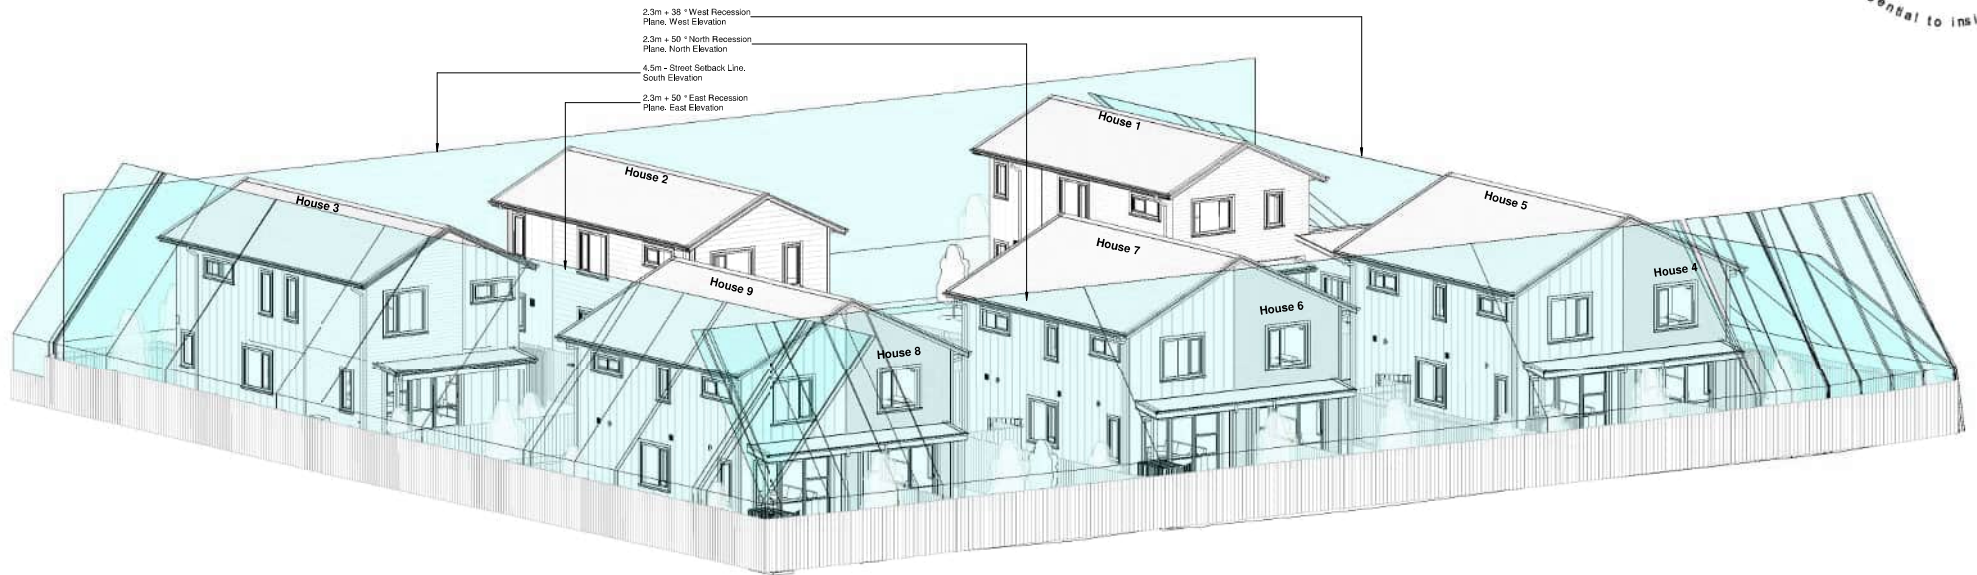 2.3m + 38 ° West Recession
Plane. West Elevation
2.3m + 50 ° North Recession
Plane. North Elevation
4.5m - Street Setback Line.
South Elevation
2.3m + 50 ° East Recession
Plane. East Elevation
House 1
House 2
House 3
House 5
House 7
House 4
House 9
House 6
House 8
to